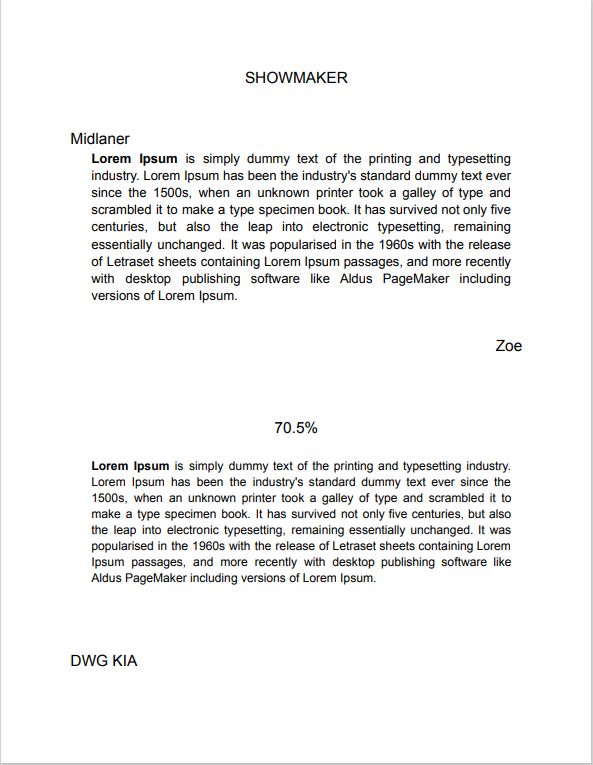 SHOWMAKER
Midlaner
Lorem Ipsum is simply dummy text of the printing and typesetting
industry. Lorem Ipsum has been the industry's standard dummy text ever
since the 1500s, when an unknown printer took a galley of type and
scrambled it to make a type specimen book. It has survived not only five
centuries, but also the leap into electronic typesetting, remaining
essentially unchanged. It was popularised in the 1960s with the release
of Letraset sheets containing Lorem Ipsum passages, and more recently
with desktop publishing software like Aldus PageMaker including
versions of Lorem Ipsum.
Zoe
70.5%
Lorem Ipsum is simply dummy text of the printing and typesetting industry.
Lorem Ipsum has been the industry's standard dummy text ever since the
1500s, when an unknown printer took a galley of type and scrambled it to
make a type specimen book. It has survived not only five centuries, but also
the leap into electronic typesetting, remaining essentially unchanged. It was
popularised in the 1960s with the release of Letraset sheets containing Lorem
Ipsum passages, and more recently with desktop publishing software like
Aldus PageMaker including versions of Lorem Ipsum.
DWG KIA